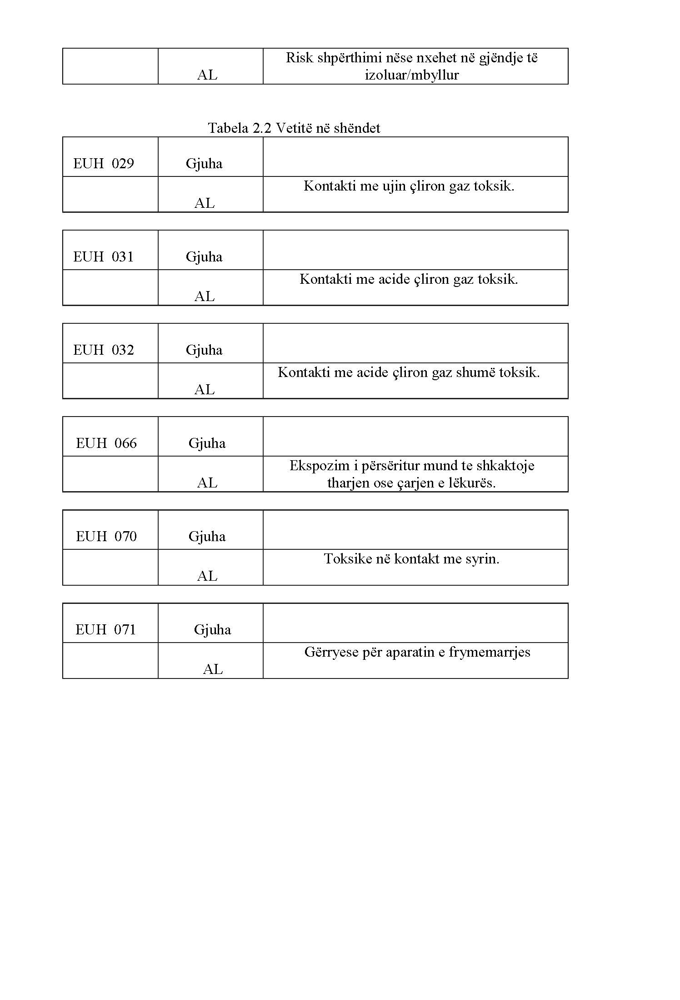 Risk shpërthimi nëse nxehet në gjëndje të
AL izoluar/mbyllur
Tabela 2.2 Vetitë në shëndet
EUH 029 Gjuha
Kontakti me ujin çliron gaz toksik.
AL
EUH 031 Gjuha
Kontakti me acide çliron gaz toksik.
AL
EUH 032 Gjuha
Kontakti me acide çliron gaz shumë toksik.
AL
EUH 066 Gjuha
Ekspozim i përsëritur mund te shkaktoje
AL tharjen ose çarjen e lëkurës.
EUH 070 Gjuha
Toksike në kontakt me syrin.
AL
EUH 071 Gjuha
Gërryese për aparatin e frymemarrjes
AL